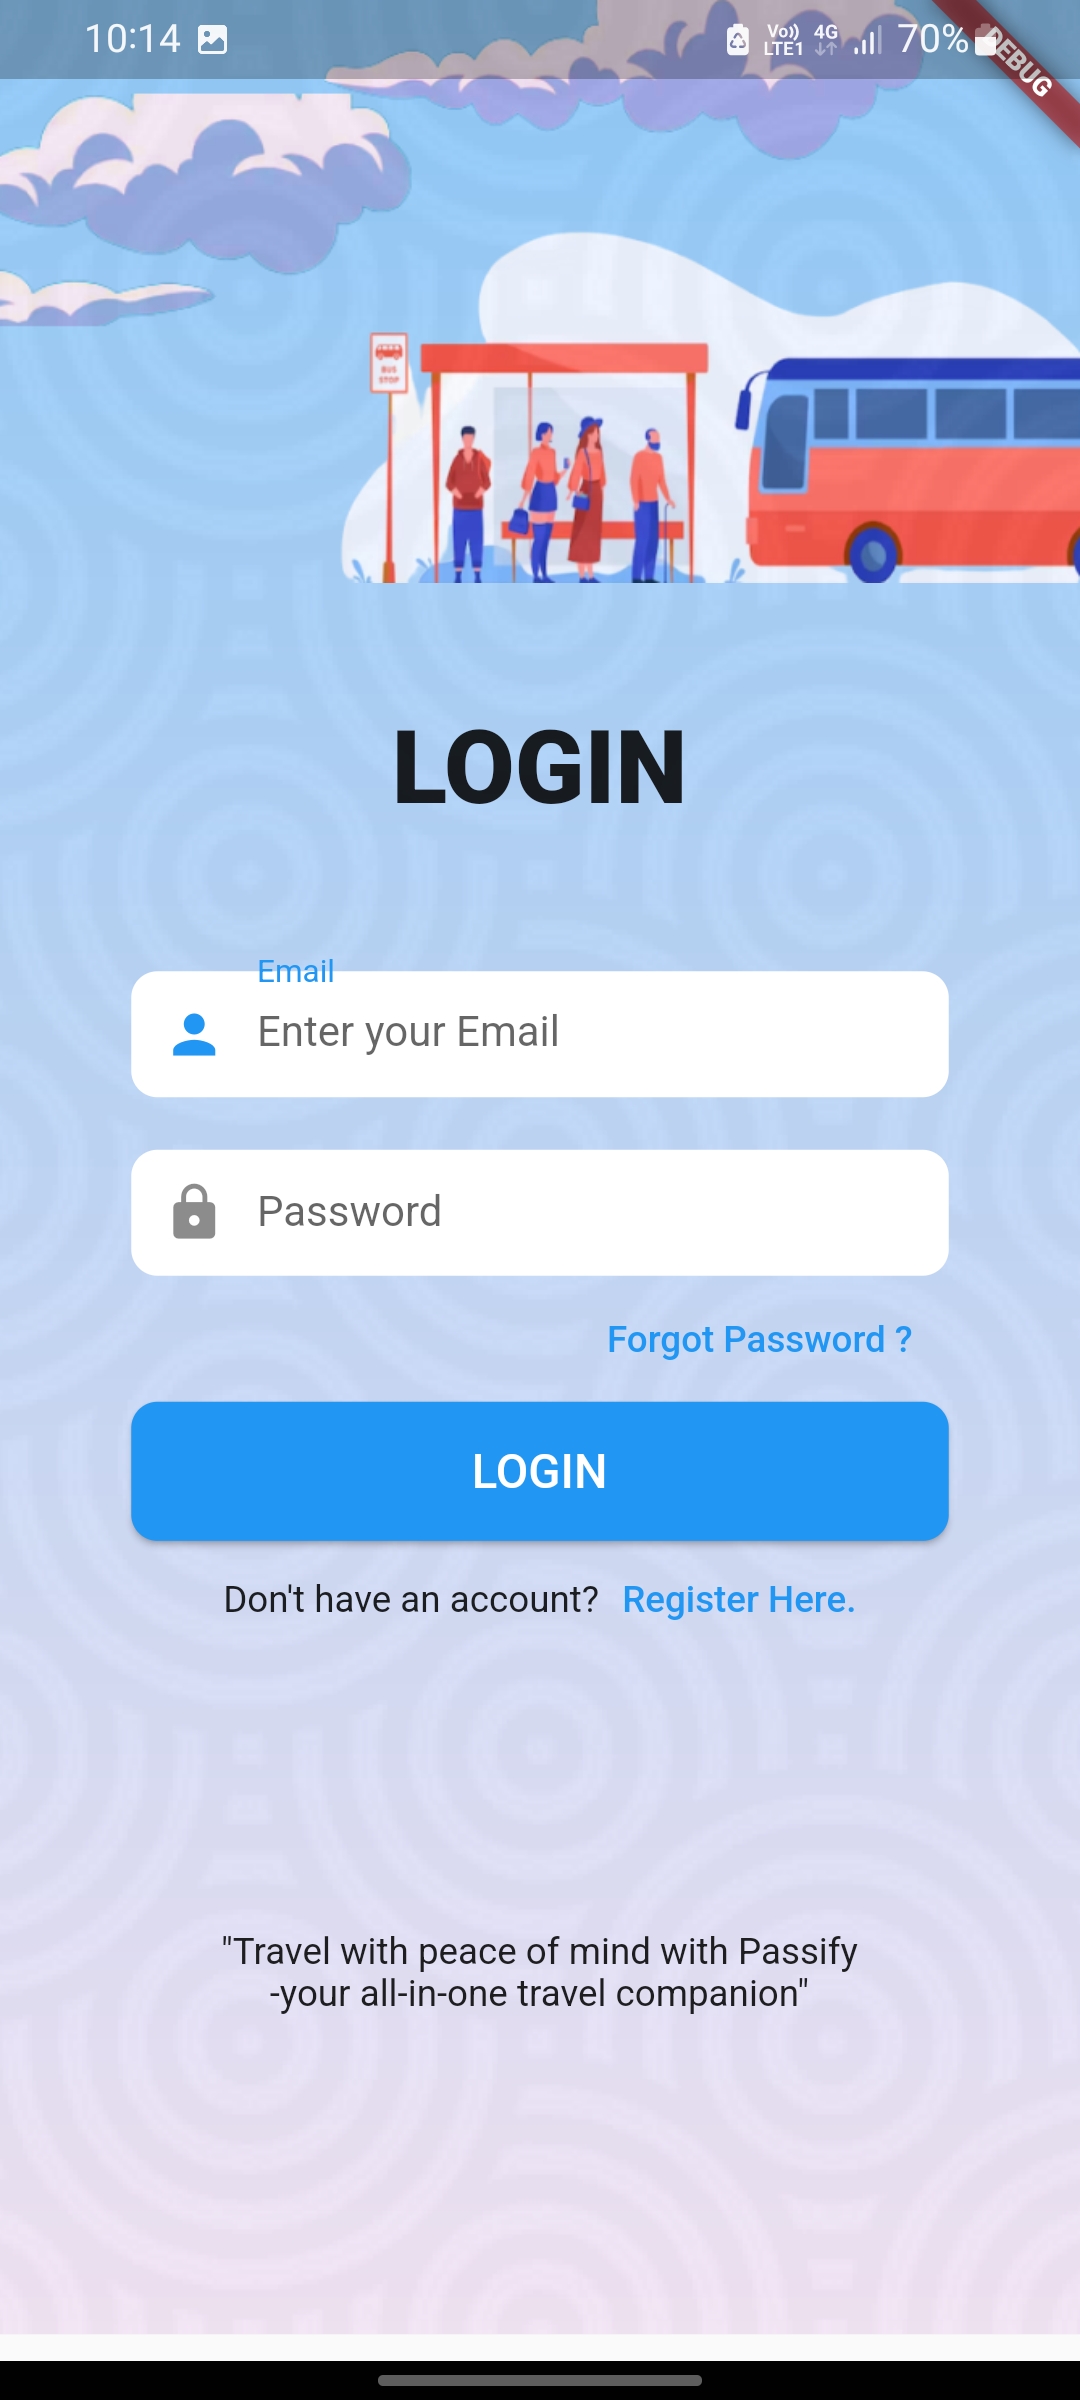 10:14
Vo)) LTE1 4G 70%
DEBUG
BUS
STOP
LOGIN
Email
Enter your Email
Password
Forgot Password ?
LOGIN
Don't have an account? Register Here.
"Travel with peace of mind with Passify
-your all-in-one travel companion"